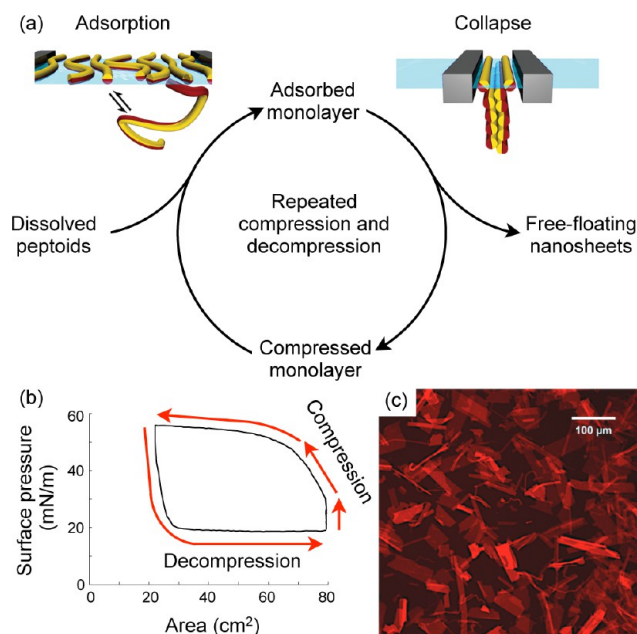 (a)
Adsorption
Collapse
Adsorbed
monolayer
Dissolved
peptoids
Repeated
compression and
decompression
Free-floating
nanosheets
Compressed
monolayer
(b)
Surface pressure
(mN/m)
60
40
20
0
0
20
40
60
80
Area (cm²)
Compression
Decompression
(c)
100 µm